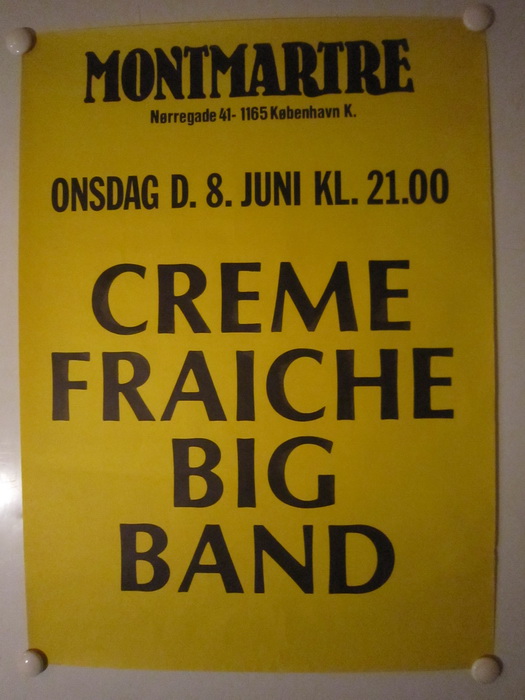 MONTMARTRE
Nørregade 41- 1165 København K.
ONSDAG D. 8. JUNI KL. 21.00
CREME
FRAICHE
BIG
BAND